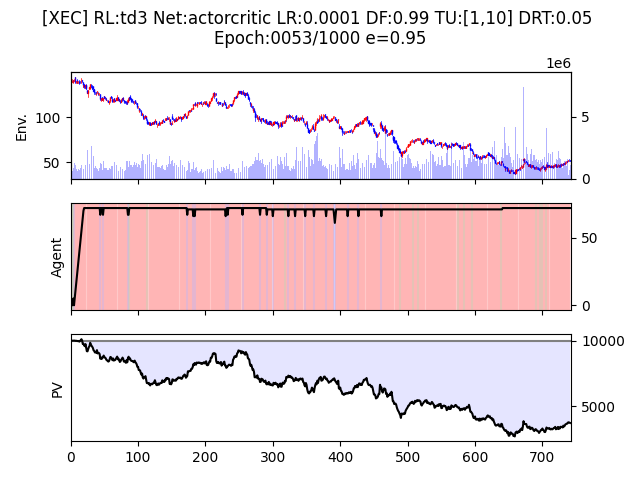 [XEC] RL:td3 Net:actorcritic LR:0.0001 DF:0.99 TU:[1,10] DRT:0.05
Epoch:0053/1000 e=0.95
1e6
Env.
100
50
5
0
Agent
50
0
PV
10000
5000
0 100 200 300 400 500 600 700